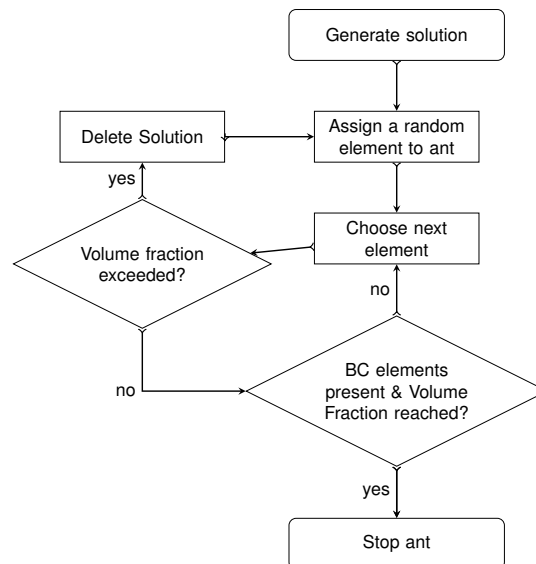 Generate solution
Delete Solution
Assign a random
element to ant
yes
Volume fraction
exceeded?
Choose next
element
no
no
BC elements
present & Volume
Fraction reached?
yes
Stop ant